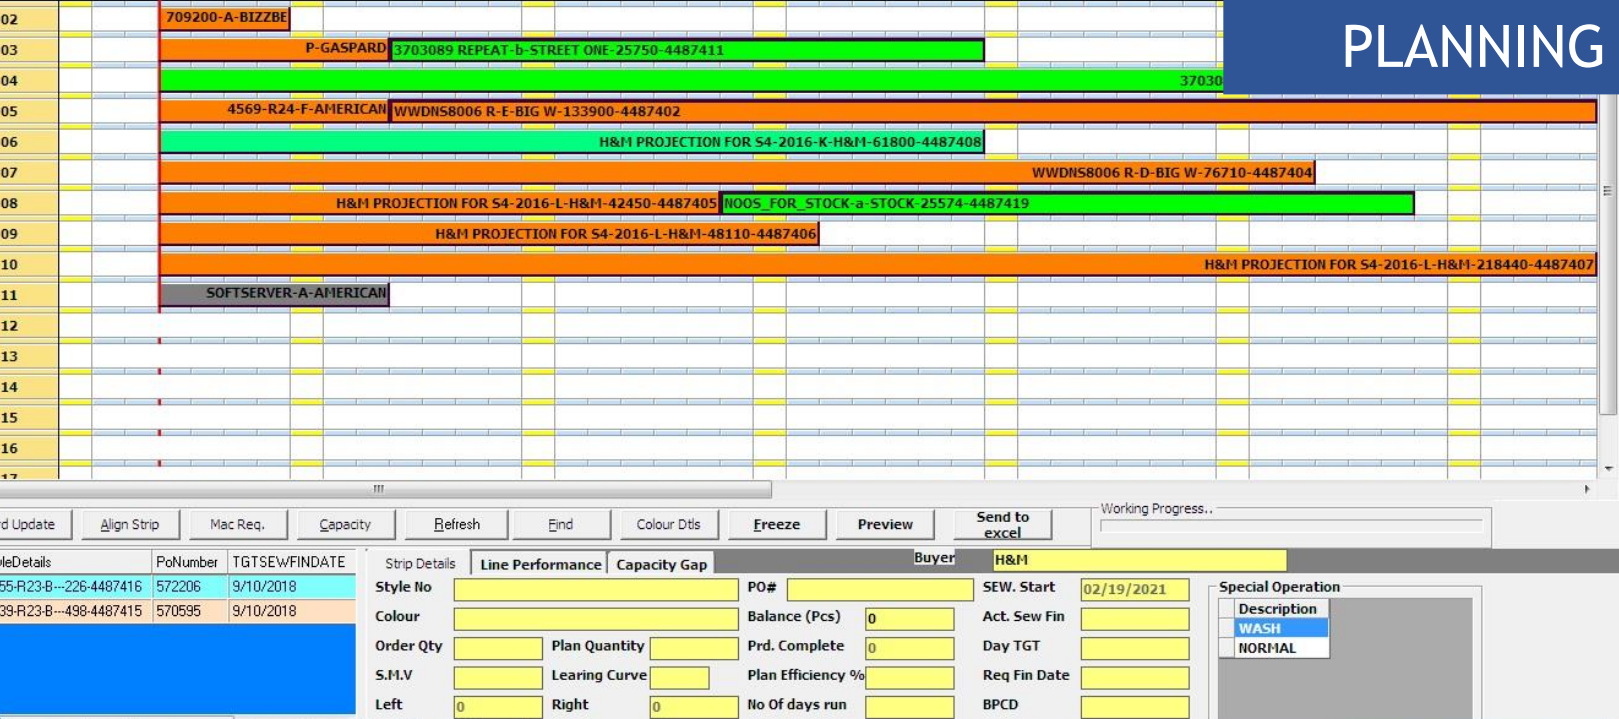 PLANNING
02 709200-A-BIZZBE
03 P-GASPARD 3703089 REPEAT-b-STREET ONE-25750-4487411
04 37030
05 4569-R24-F-AMERICAN WWDNS8006 R-E-BIG W-133900-4487402
06 H&M PROJECTION FOR S4-2016-K-H&M-61800-4487408
07 WWDNS8006 R-D-BIG W-76710-4487404
08 H&M PROJECTION FOR S4-2016-L-H&M-42450-4487405 NOOS_FOR_STOCK-a-STOCK-25574-4487419
09 H&M PROJECTION FOR S4-2016-L-H&M-48110-4487406
10 H&M PROJECTION FOR S4-2016-L-H&M-218440-4487407
11 SOFTSERVER-A-AMERICAN
12
13
14
15
16
17
rd Update Align Strip Mac Req. Capacity Refresh Find Colour Dtls Freeze Preview Send to excel Working Progress..
yleDetails PoNumber TGTSEWFINDATE
55-R23-B---226-4487416 572206 9/10/2018
39-R23-B---498-4487415 570595 9/10/2018
Strip Details Line Performance Capacity Gap Buyer H&M
Style No PO# SEW. Start 02/19/2021
Colour Balance (Pcs) 0 Act. Sew Fin
Order Qty Plan Quantity Prd. Complete 0 Day TGT
S.M.V Learing Curve Plan Efficiency % Req Fin Date
Left 0 Right 0 No Of days run BPCD
Special Operation
Description
WASH
NORMAL